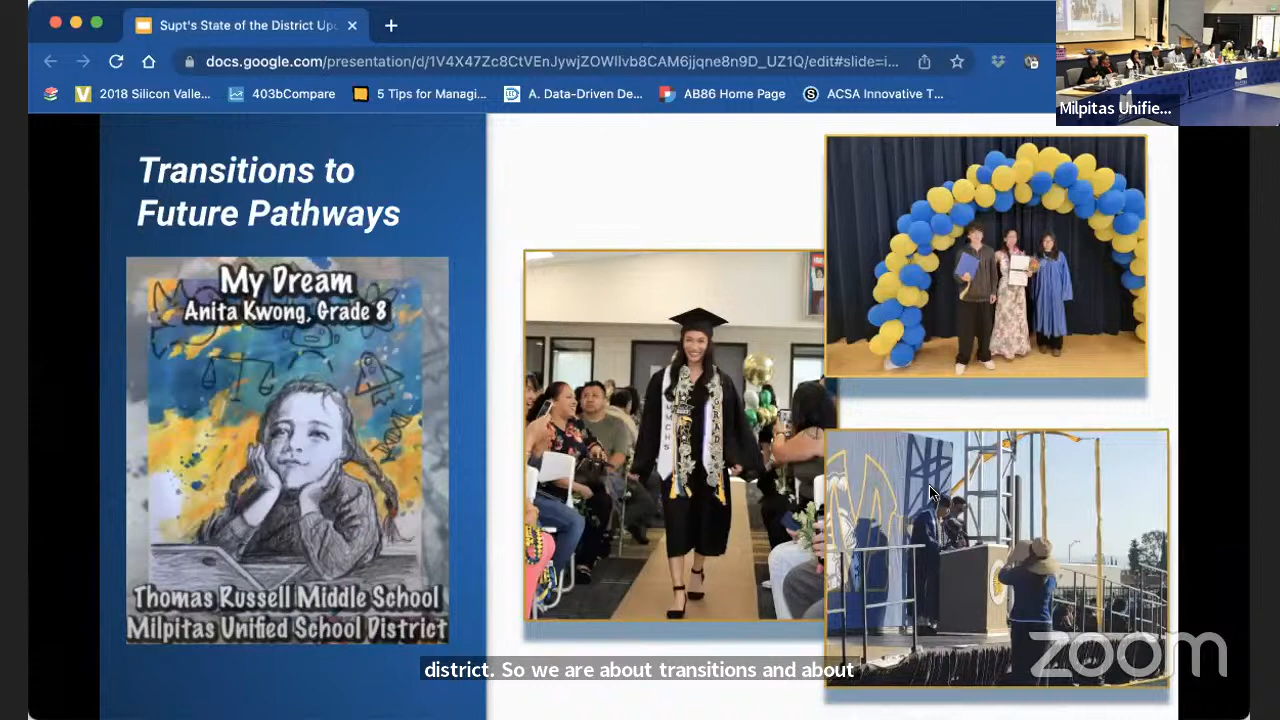 Supt's State of the District Up
docs.google.com/presentation/d/1V4X47Zc8CtVEnJywjZOWIlvb8CAM6jjqne8n9D_UZ1Q/edit#slide=i...
2018 Silicon Valle...
403bCompare
5 Tips for Managi...
A. Data-Driven De...
AB86 Home Page
ACSA Innovative T...
Milpitas Unifie...
Transitions to
Future Pathways
My Dream
Anita Kwong, Grade 8
Thomas Russell Middle School
Milpitas Unified School District
GRAD
MMCHS
district. So we are about transitions and about
zoom